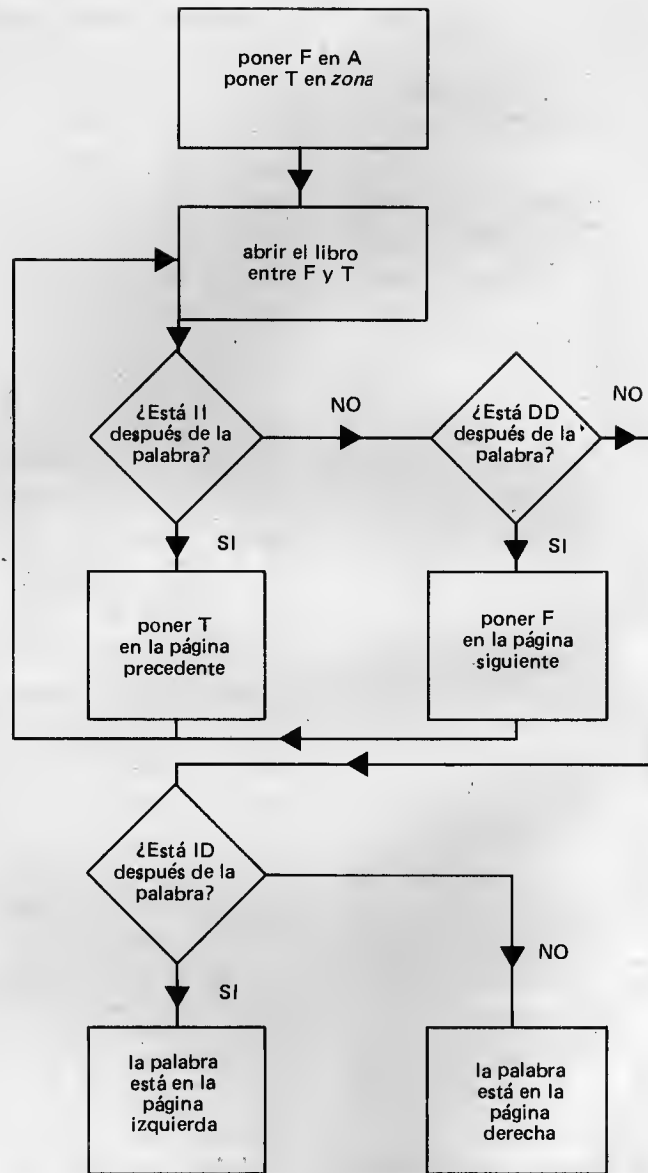 poner F en A
poner T en zona
abrir el libro
entre F y T
¿Está II
después de la
palabra?
NO
¿Está DD
después de la
palabra?
NO
SI
SI
poner T
en la página
precedente
poner F
en la página
siguiente
¿Está ID
después de la
palabra?
NO
SI
la palabra
está en la
página
izquierda
la palabra
está en la
página
derecha